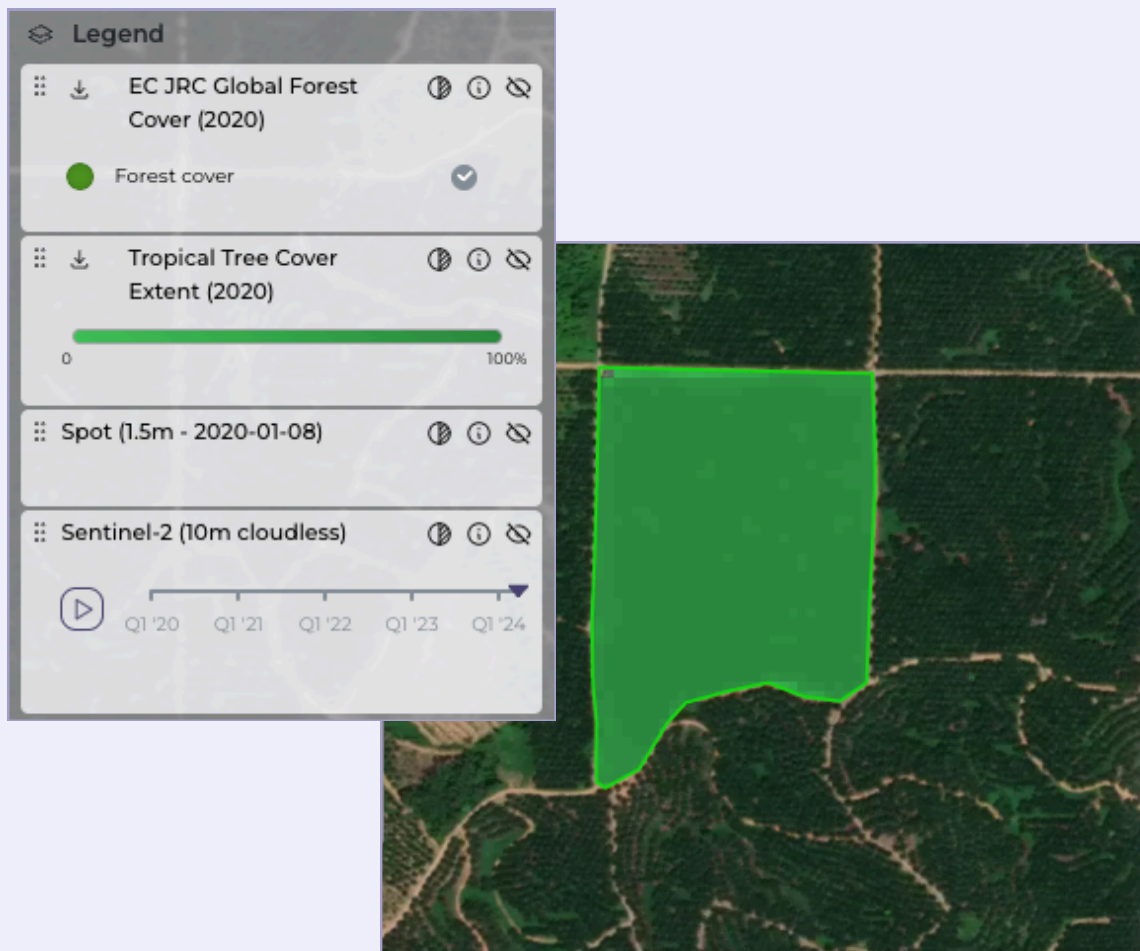 Legend
EC JRC Global Forest
Cover (2020)
Forest cover
Tropical Tree Cover
Extent (2020)
0 100%
Spot (1.5m - 2020-01-08)
Sentinel-2 (10m cloudless)
Q1 '20 Q1 '21 Q1 '22 Q1 '23 Q1 '24